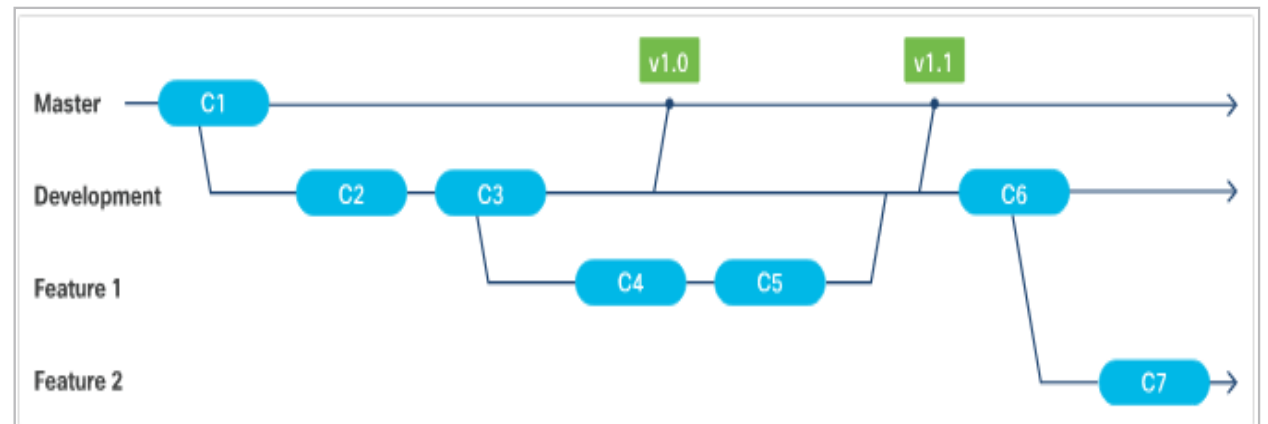 v1.0 v1.1
Master C1
Development C2 C3 C6
Feature 1 C4 C5
Feature 2 C7